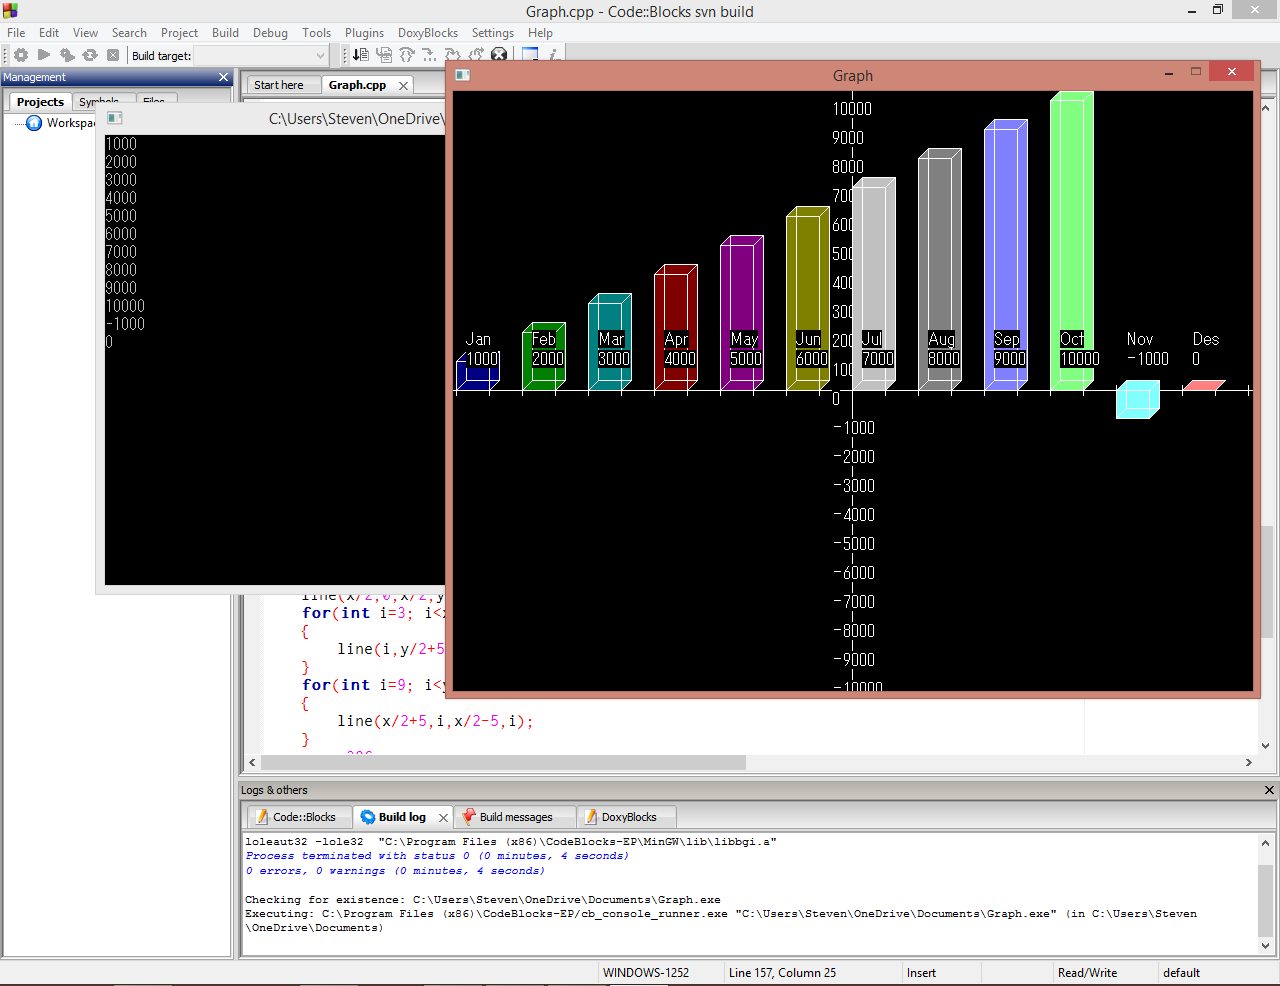 Graph.cpp - Code::Blocks svn build
File Edit View Search Project Build Debug Tools Plugins DoxyBlocks Settings Help
Build target:
Management
Projects Symbols Files
Workspa
Start here Graph.cpp
C:\Users\Steven\OneDrive\
1000
2000
3000
4000
5000
6000
7000
8000
9000
10000
-1000
0
Graph
10000
9000
8000
700
600
500
400
300
200
100
0
-1000
-2000
-3000
-4000
-5000
-6000
-7000
-8000
-9000
-10000
Jan Feb Mar Apr May Jun Jul Aug Sep Oct Nov Des
1000 2000 3000 4000 5000 6000 7000 8000 9000 10000 -1000 0
line(x/2,0,x/2,y
for(int i=3; i<x
{
line(i,y/2+5
}
for(int i=9; i<y
{
line(x/2+5,i,x/2-5,i);
}
Logs & others
Code::Blocks Build log Build messages DoxyBlocks
loleaut32 -lole32 "C:\Program Files (x86)\CodeBlocks-EP\MinGW\lib\libbgi.a"
Process terminated with status 0 (0 minutes, 4 seconds)
0 errors, 0 warnings (0 minutes, 4 seconds)
Checking for existence: C:\Users\Steven\OneDrive\Documents\Graph.exe
Executing: C:\Program Files (x86)\CodeBlocks-EP/cb_console_runner.exe "C:\Users\Steven\OneDrive\Documents\Graph.exe" (in C:\Users\Steven
\OneDrive\Documents)
WINDOWS-1252 Line 157, Column 25 Insert Read/Write default